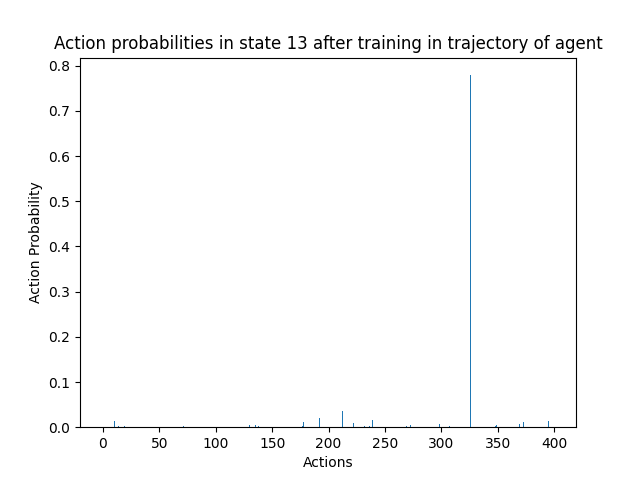 Action probabilities in state 13 after training in trajectory of agent
0.8
0.7
0.6
0.5
0.4
0.3
0.2
0.1
0.0
Action Probability
0 50 100 150 200 250 300 350 400
Actions